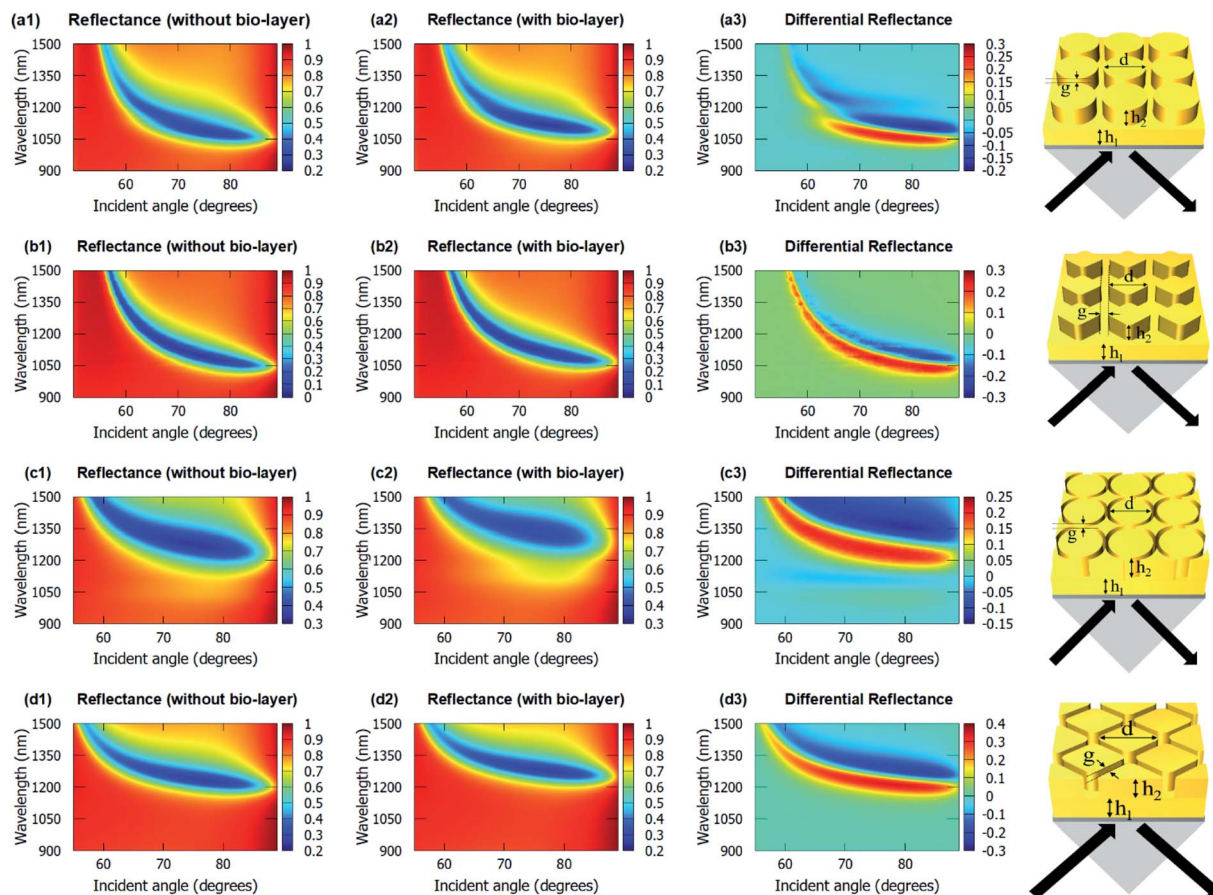 (a1) Reflectance (without bio-layer)
Wavelength (nm)
1500
1350
1200
1050
900
60 70 80
Incident angle (degrees)
1
0.9
0.8
0.7
0.6
0.5
0.4
0.3
0.2
(a2) Reflectance (with bio-layer)
Wavelength (nm)
1500
1350
1200
1050
900
60 70 80
Incident angle (degrees)
1
0.9
0.8
0.7
0.6
0.5
0.4
0.3
0.2
(a3) Differential Reflectance
Wavelength (nm)
1500
1350
1200
1050
900
60 70 80
Incident angle (degrees)
0.3
0.25
0.2
0.15
0.1
0.05
0
0.05
-0.1
-0.15
-0.2
d
g
h2
h1
(b1) Reflectance (without bio-layer)
Wavelength (nm)
1500
1350
1200
1050
900
60 70 80
Incident angle (degrees)
1
0.9
0.8
0.7
0.6
0.5
0.4
0.3
0.2
0.1
0
(b2) Reflectance (with bio-layer)
Wavelength (nm)
1500
1350
1200
1050
900
60 70 80
Incident angle (degrees)
1
0.9
0.8
0.7
0.6
0.5
0.4
0.3
0.2
0.1
0
(b3) Differential Reflectance
Wavelength (nm)
1500
1350
1200
1050
900
60 70 80
Incident angle (degrees)
0.3
0.2
0.1
0
-0.1
-0.2
-0.3
d
g
h2
h1
(c1) Reflectance (without bio-layer)
Wavelength (nm)
1500
1350
1200
1050
900
60 70 80
Incident angle (degrees)
1
0.9
0.8
0.7
0.6
0.5
0.4
0.3
(c2) Reflectance (with bio-layer)
Wavelength (nm)
1500
1350
1200
1050
900
60 70 80
Incident angle (degrees)
1
0.9
0.8
0.7
0.6
0.5
0.4
0.3
(c3) Differential Reflectance
Wavelength (nm)
1500
1350
1200
1050
900
60 70 80
Incident angle (degrees)
0.25
0.2
0.15
0.1
0.05
0
-0.05
-0.1
-0.15
d
g
h2
h1
(d1) Reflectance (without bio-layer)
Wavelength (nm)
1500
1350
1200
1050
900
60 70 80
Incident angle (degrees)
1
0.9
0.8
0.7
0.6
0.5
0.4
0.3
0.2
(d2) Reflectance (with bio-layer)
Wavelength (nm)
1500
1350
1200
1050
900
60 70 80
Incident angle (degrees)
1
0.9
0.8
0.7
0.6
0.5
0.4
0.3
0.2
(d3) Differential Reflectance
Wavelength (nm)
1500
1350
1200
1050
900
60 70 80
Incident angle (degrees)
0.4
0.3
0.2
0.1
0
-0.1
-0.2
-0.3
d
g
h2
h1